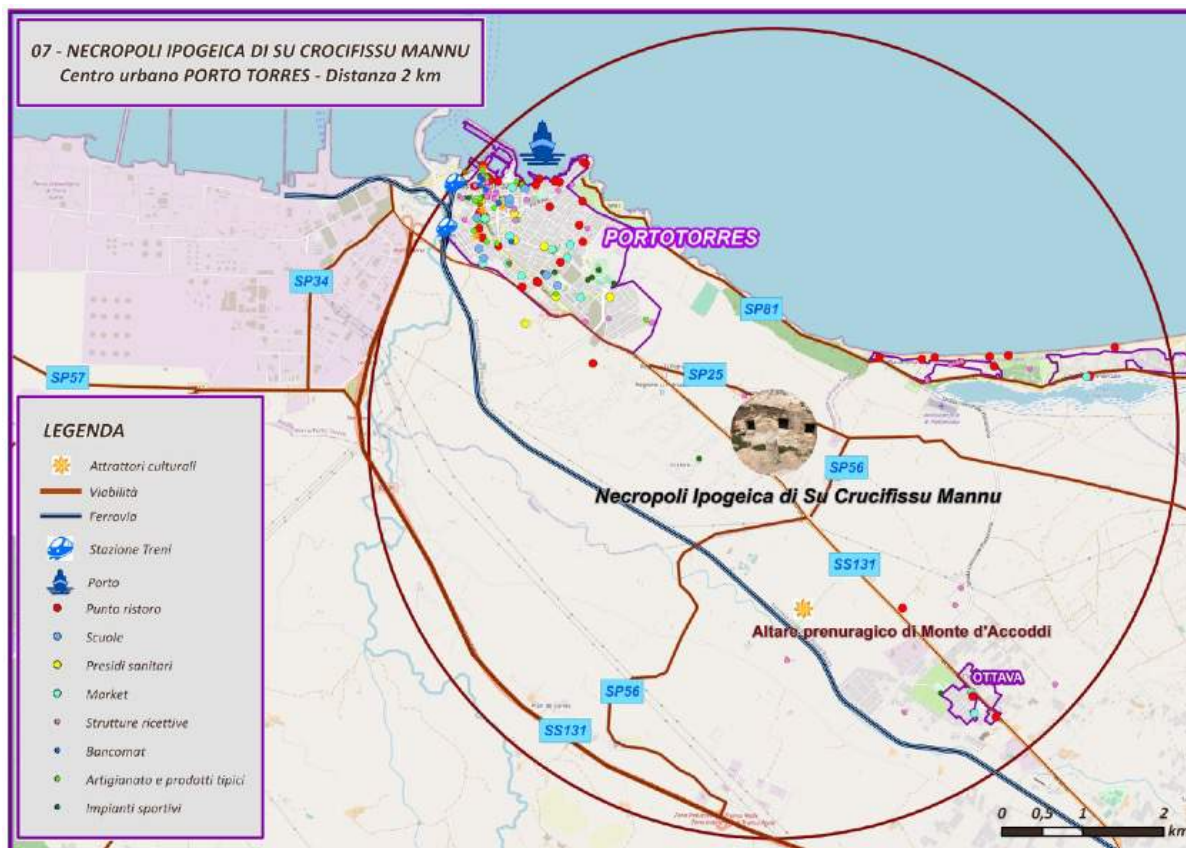 07 - NECROPOLI IPOGEICA DI SU CROCIFISSU MANNU
Centro urbano PORTO TORRES - Distanza 2 km
PORTOTORRES
SP34
SP81
SP57
SP25
SP56
Necropoli Ipogeica di Su Crucifissu Mannu
SS131
Altare prenuragico di Monte d'Accoddi
OTTAVA
SP56
SS131
LEGENDA
Attrattori culturali
Viabilità
Ferrovia
Stazione Treni
Porto
Punto ristoro
Scuole
Presidi sanitari
Market
Strutture ricettive
Bancomat
Artigianato e prodotti tipici
Impianti sportivi
0 0,5 1 2
km